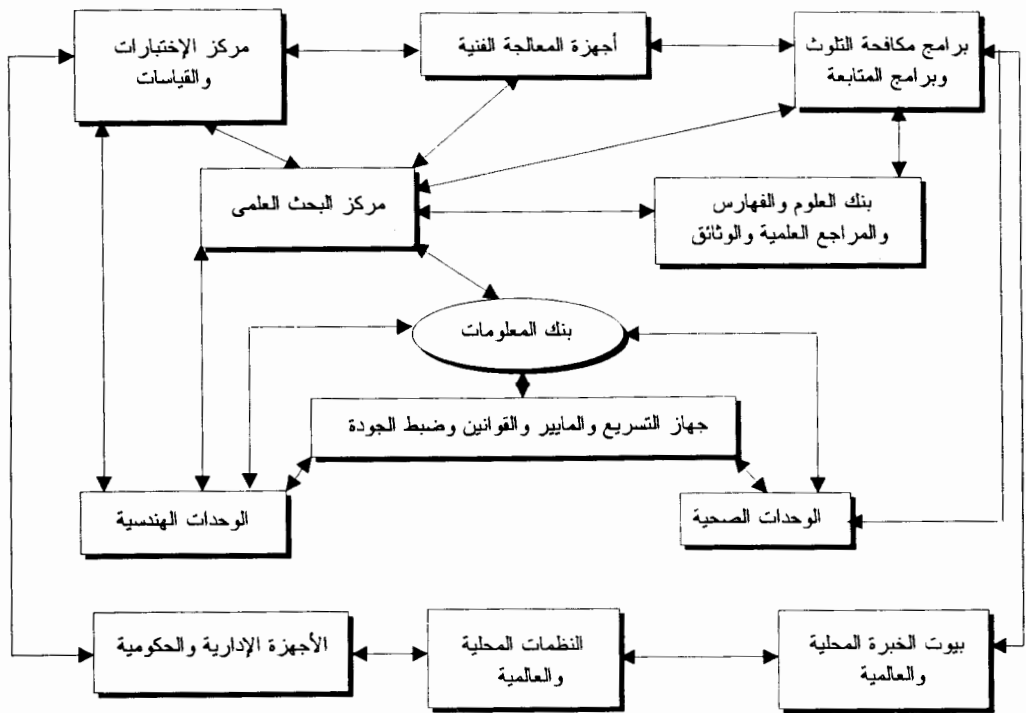 برامج مكافحة التلوث
وبرامج المتابعة
أجهزة المعالجة الفنية
مركز الإختبارات
والقياسات
بنك العلوم والفهارس
والمراجع العلمية والوثائق
مركز البحث العلمى
بنك المعلومات
جهاز التسريع والمايير والقوانين وضبط الجودة
الوحدات الصحية
الوحدات الهندسية
بيوت الخبرة المحلية
والعالمية
النظمات المحلية
والعالمية
الأجهزة الإدارية والحكومية